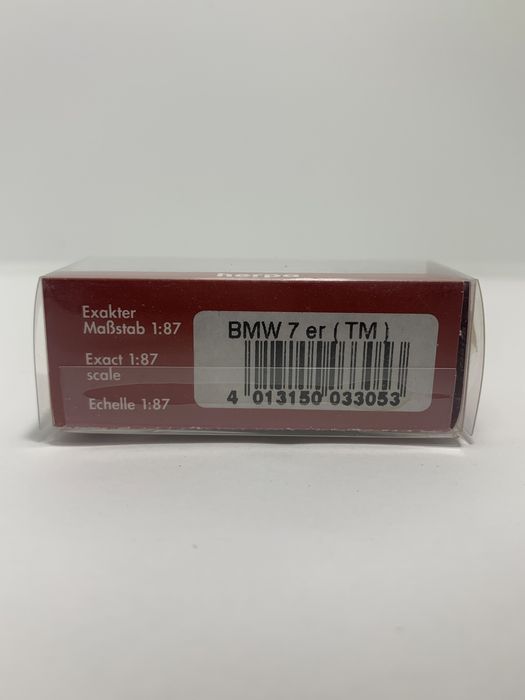 herpa
Exakter
Maßstab 1:87
Exact 1:87
scale
Echelle 1:87
BMW 7 er ( TM )
4 013150 033053